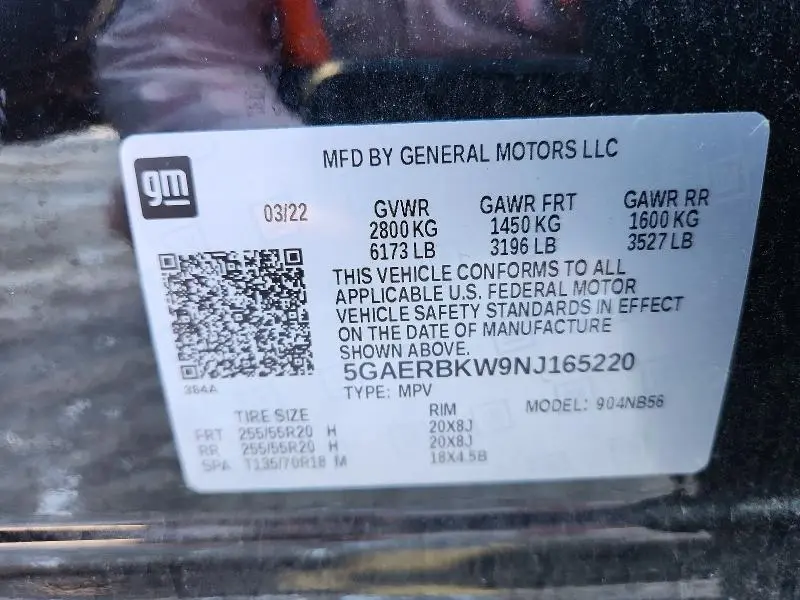 MFD BY GENERAL MOTORS LLC
gm
03/22
GVWR GAWR FRT GAWR RR
2800 KG 1450 KG 1600 KG
6173 LB 3196 LB 3527 LB
THIS VEHICLE CONFORMS TO ALL
APPLICABLE U.S. FEDERAL MOTOR
VEHICLE SAFETY STANDARDS IN EFFECT
ON THE DATE OF MANUFACTURE
SHOWN ABOVE.
5GAERBKW9NJ165220
384A
TYPE: MPV
TIRE SIZE RIM MODEL: 904NB56
FRT 255/55R20 H 20X8J
RR 255/55R20 H 20X8J
SPA T135/70R18 M 18X4.5B